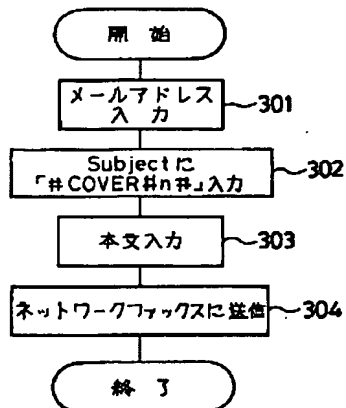 開始
メールアドレス
入力
301
Subjectに
「#COVER#n#」入力
302
本文入力
303
ネットワークファックスに送信
304
終了